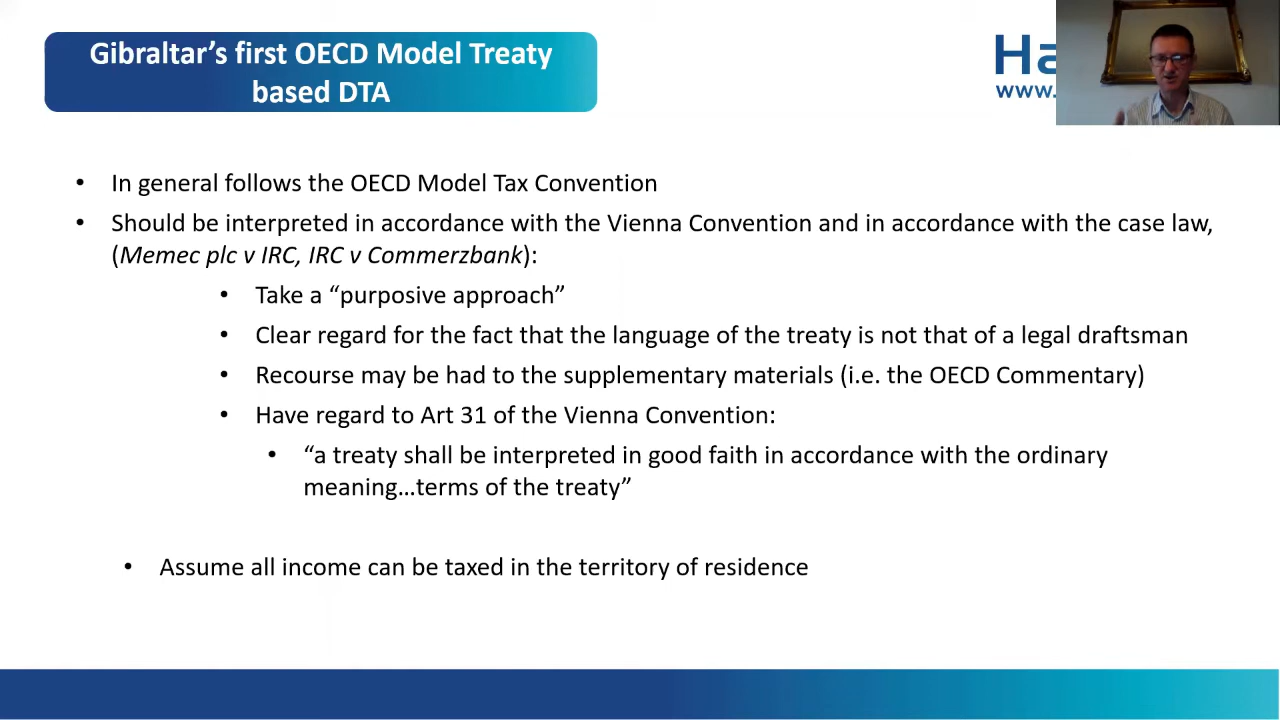 Gibraltar’s first OECD Model Treaty
based DTA
Ha
www.
• In general follows the OECD Model Tax Convention
• Should be interpreted in accordance with the Vienna Convention and in accordance with the case law,
(Memec plc v IRC, IRC v Commerzbank):
• Take a “purposive approach”
• Clear regard for the fact that the language of the treaty is not that of a legal draftsman
• Recourse may be had to the supplementary materials (i.e. the OECD Commentary)
• Have regard to Art 31 of the Vienna Convention:
• “a treaty shall be interpreted in good faith in accordance with the ordinary
meaning…terms of the treaty”
• Assume all income can be taxed in the territory of residence